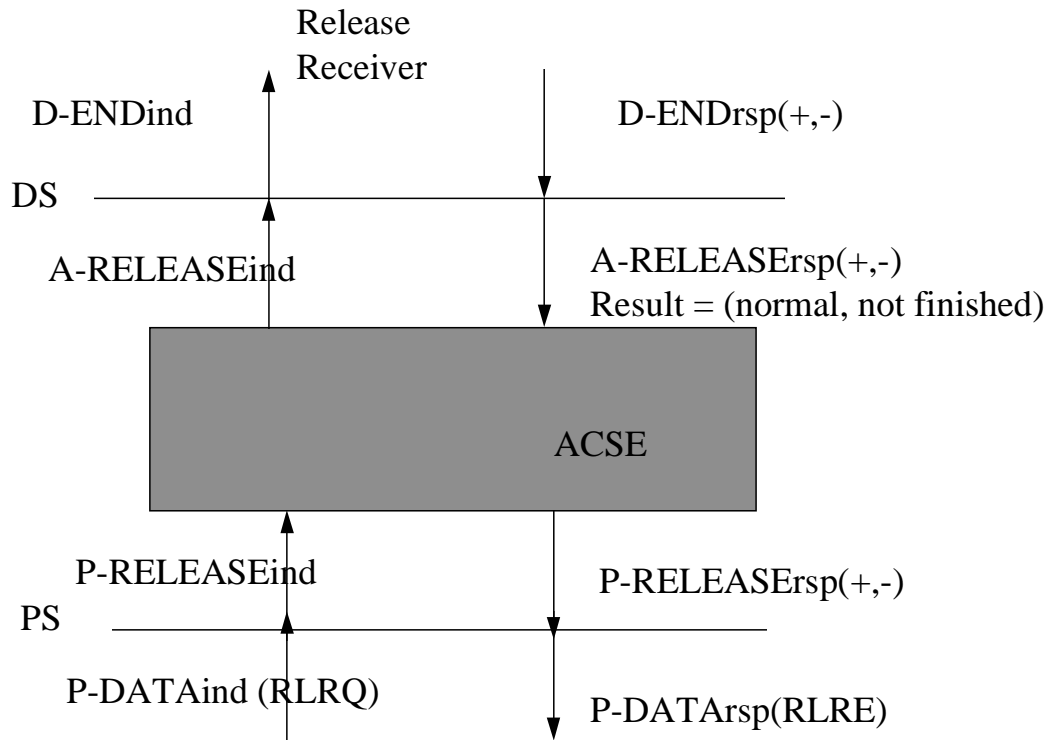 Release
Receiver
D-ENDind
D-ENDrsp(+,-)
DS
A-RELEASEind
A-RELEASErsp(+,-)
Result = (normal, not finished)
ACSE
P-RELEASEind
P-RELEASErsp(+,-)
PS
P-DATAind (RLRQ)
P-DATArsp(RLRE)